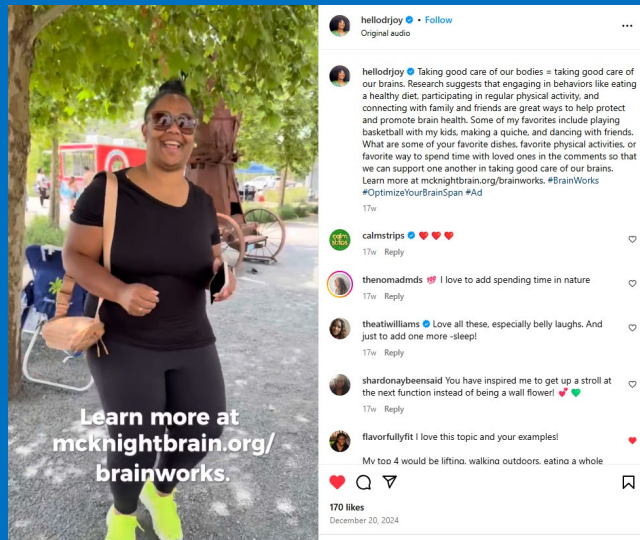 hellodrjoy • Follow
Original audio
hellodrjoy Taking good care of our bodies = taking good care of
our brains. Research suggests that engaging in behaviors like eating
a healthy diet, participating in regular physical activity, and
connecting with family and friends are great ways to help protect
and promote brain health. Some of my favorites include playing
basketball with my kids, making a quiche, and dancing with friends.
What are some of your favorite dishes, favorite physical activities, or
favorite way to spend time with loved ones in the comments so that
we can support one another in taking good care of our brains.
Learn more at mcknightbrain.org/brainworks. #BrainWorks
#OptimizeYourBrainSpan #Ad
17w
calm
strips
calmstrips ❤️ ❤️ ❤️
17w Reply
thenomadmds 💯 I love to add spending time in nature
17w Reply
theatiwilliams Love all these, especially belly laughs. And
just to add one more -sleep!
17w Reply
shardonaybeensaid You have inspired me to get up a stroll at
the next function instead of being a wall flower! 💕 💚
17w Reply
flavorfullyfit I love this topic and your examples!
My top 4 would be lifting, walking outdoors, eating a whole
170 likes
December 20, 2024
Learn more at
mcknightbrain.org/
brainworks.